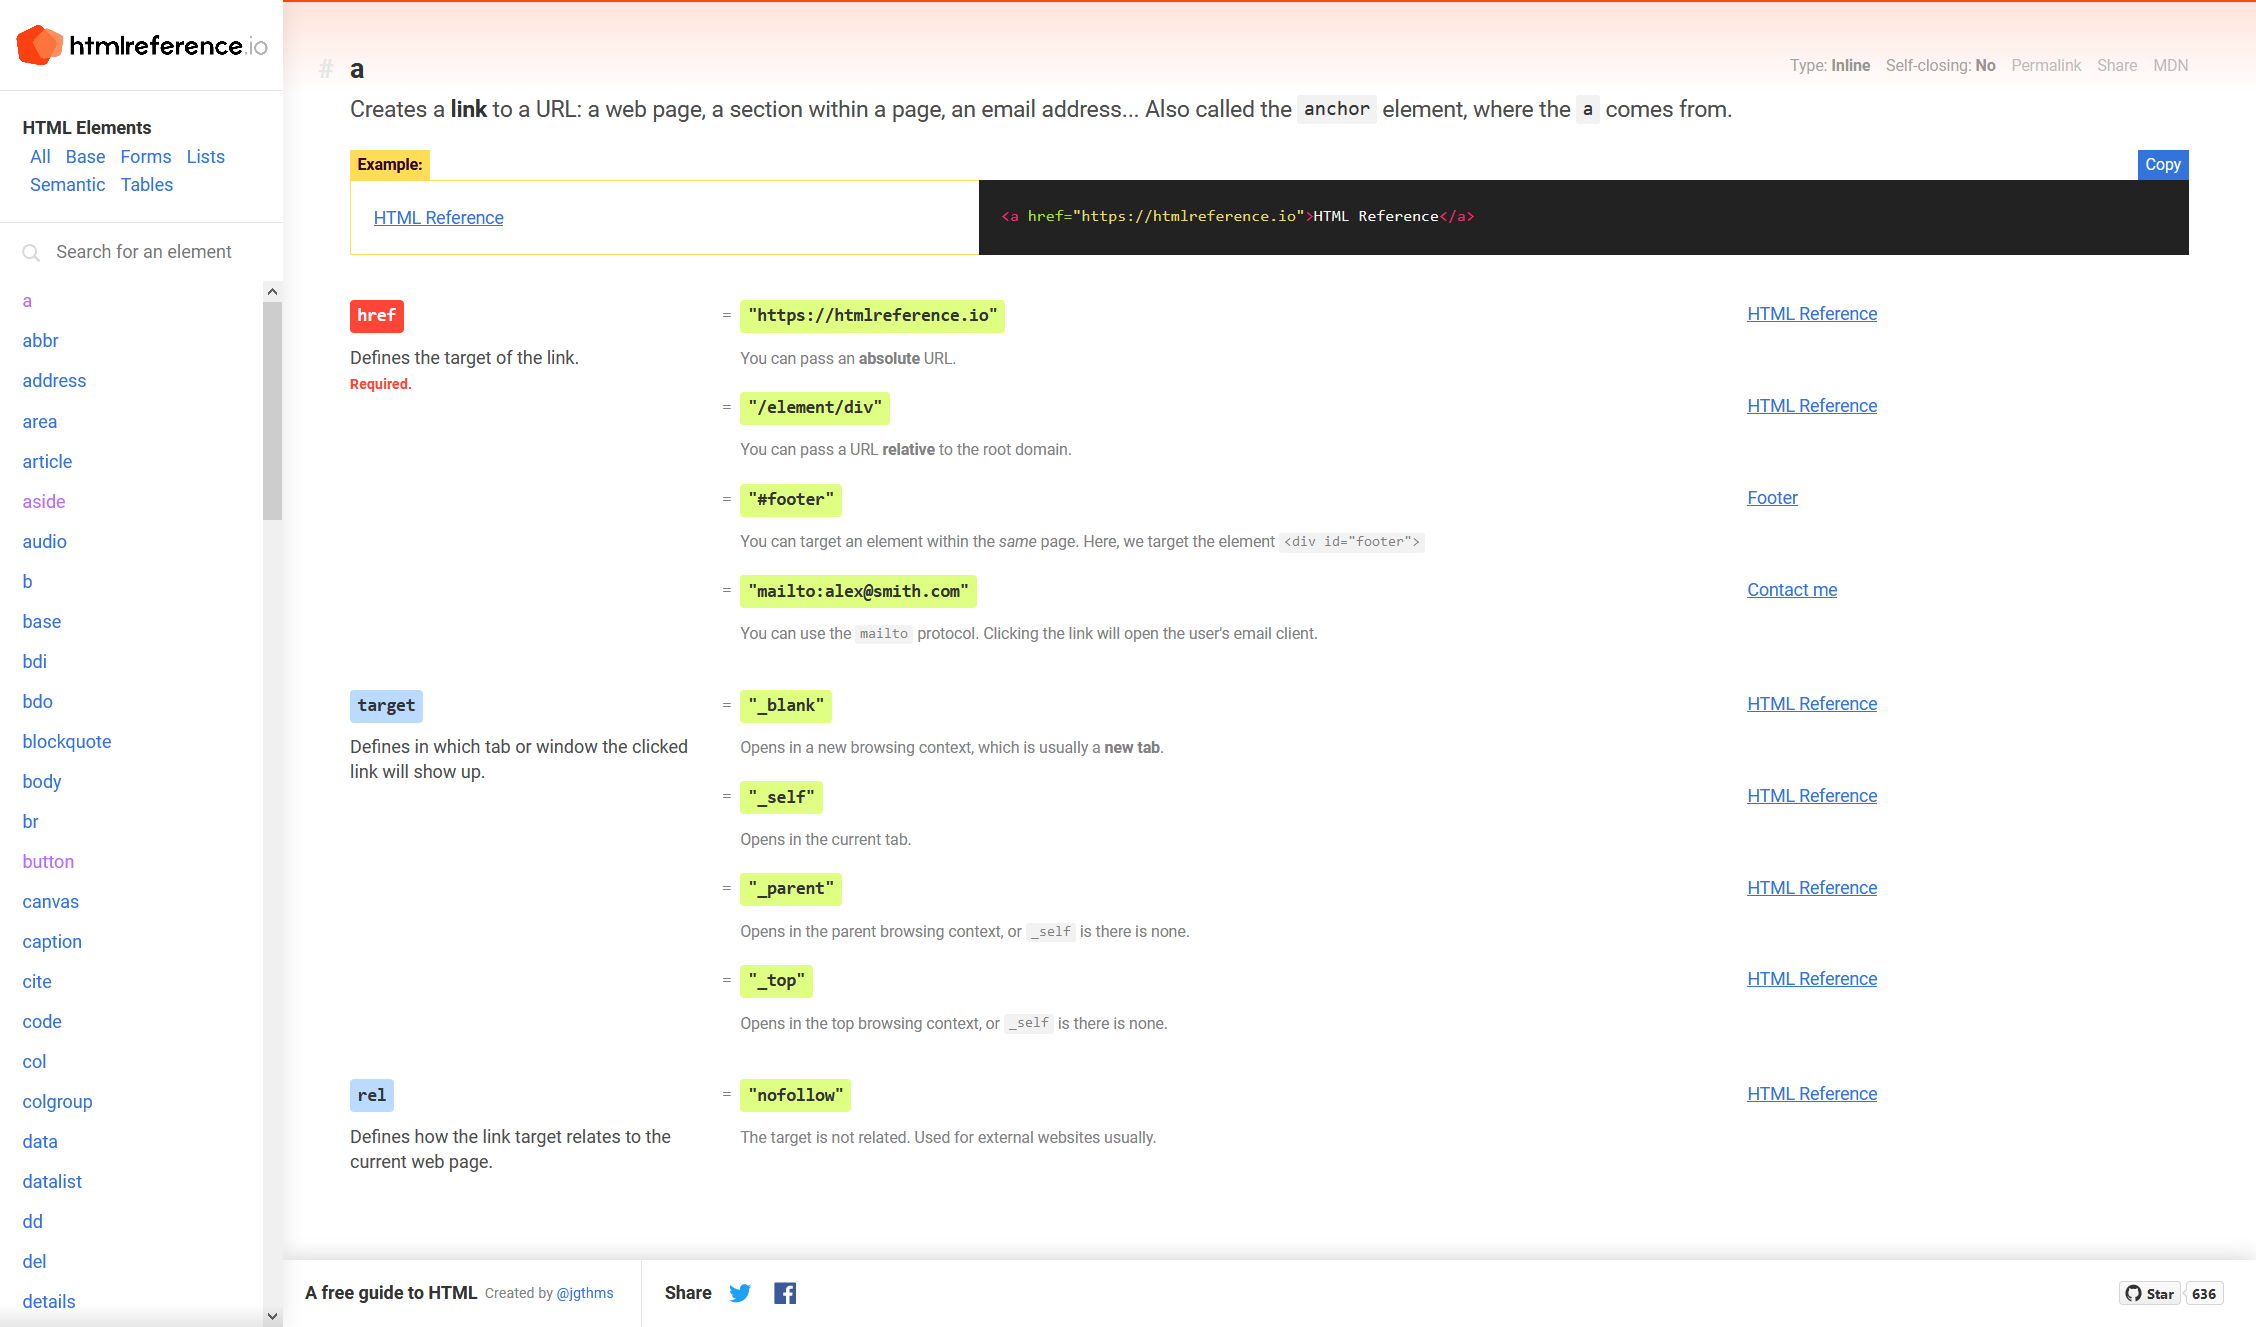 htmlreference.io
HTML Elements
All Base Forms Lists
Semantic Tables
Search for an element
a
abbr
address
area
article
aside
audio
b
base
bdi
bdo
blockquote
body
br
button
canvas
caption
cite
code
col
colgroup
data
datalist
dd
del
details
# a
Type: Inline Self-closing: No Permalink Share MDN
Creates a link to a URL: a web page, a section within a page, an email address... Also called the anchor element, where the a comes from.
Example:
Copy
HTML Reference
<a href="https://htmlreference.io">HTML Reference</a>
href
Defines the target of the link.
Required.
= "https://htmlreference.io"
HTML Reference
You can pass an absolute URL.
= "/element/div"
HTML Reference
You can pass a URL relative to the root domain.
= "#footer"
Footer
You can target an element within the same page. Here, we target the element <div id="footer">
= "mailto:alex@smith.com"
Contact me
You can use the mailto protocol. Clicking the link will open the user's email client.
target
Defines in which tab or window the clicked
link will show up.
= "_blank"
HTML Reference
Opens in a new browsing context, which is usually a new tab.
= "_self"
HTML Reference
Opens in the current tab.
= "_parent"
HTML Reference
Opens in the parent browsing context, or _self is there is none.
= "_top"
HTML Reference
Opens in the top browsing context, or _self is there is none.
rel
Defines how the link target relates to the
current web page.
= "nofollow"
HTML Reference
The target is not related. Used for external websites usually.
A free guide to HTML Created by @jgthms
Share
Star 636